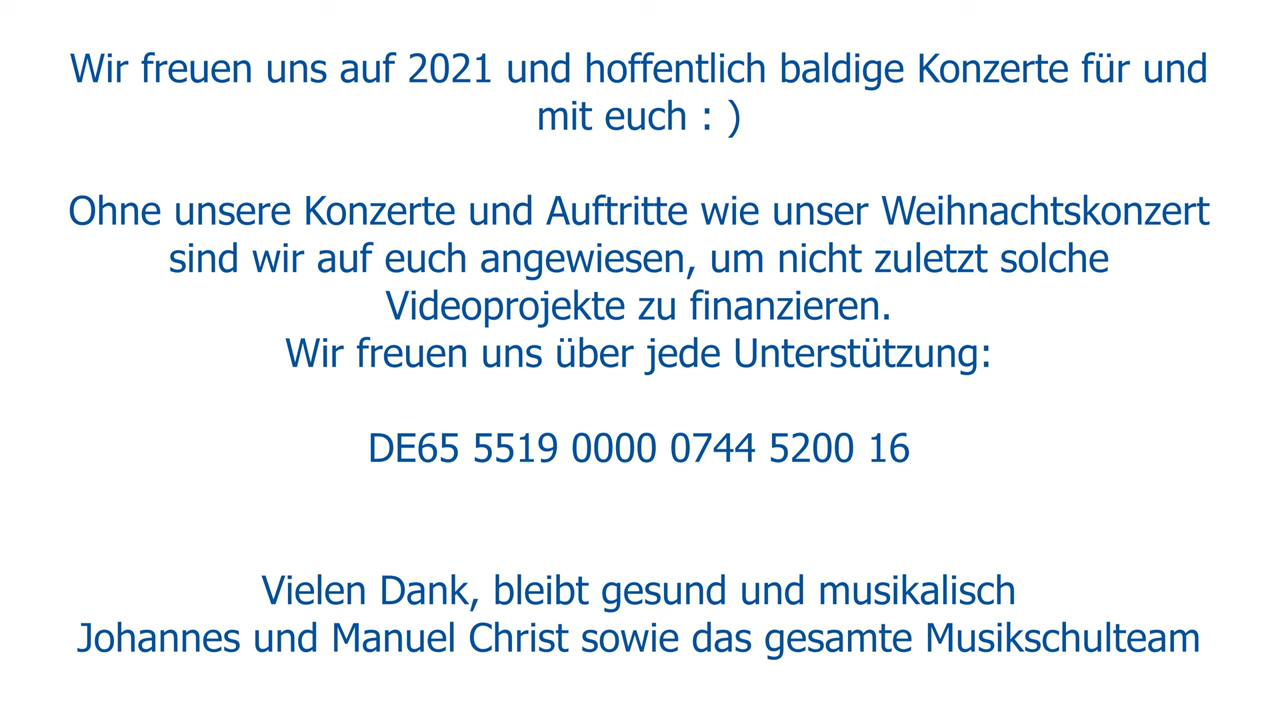 Wir freuen uns auf 2021 und hoffentlich baldige Konzerte für und
mit euch : )
Ohne unsere Konzerte und Auftritte wie unser Weihnachtskonzert
sind wir auf euch angewiesen, um nicht zuletzt solche
Videoprojekte zu finanzieren.
Wir freuen uns über jede Unterstützung:
DE65 5519 0000 0744 5200 16
Vielen Dank, bleibt gesund und musikalisch
Johannes und Manuel Christ sowie das gesamte Musikschulteam